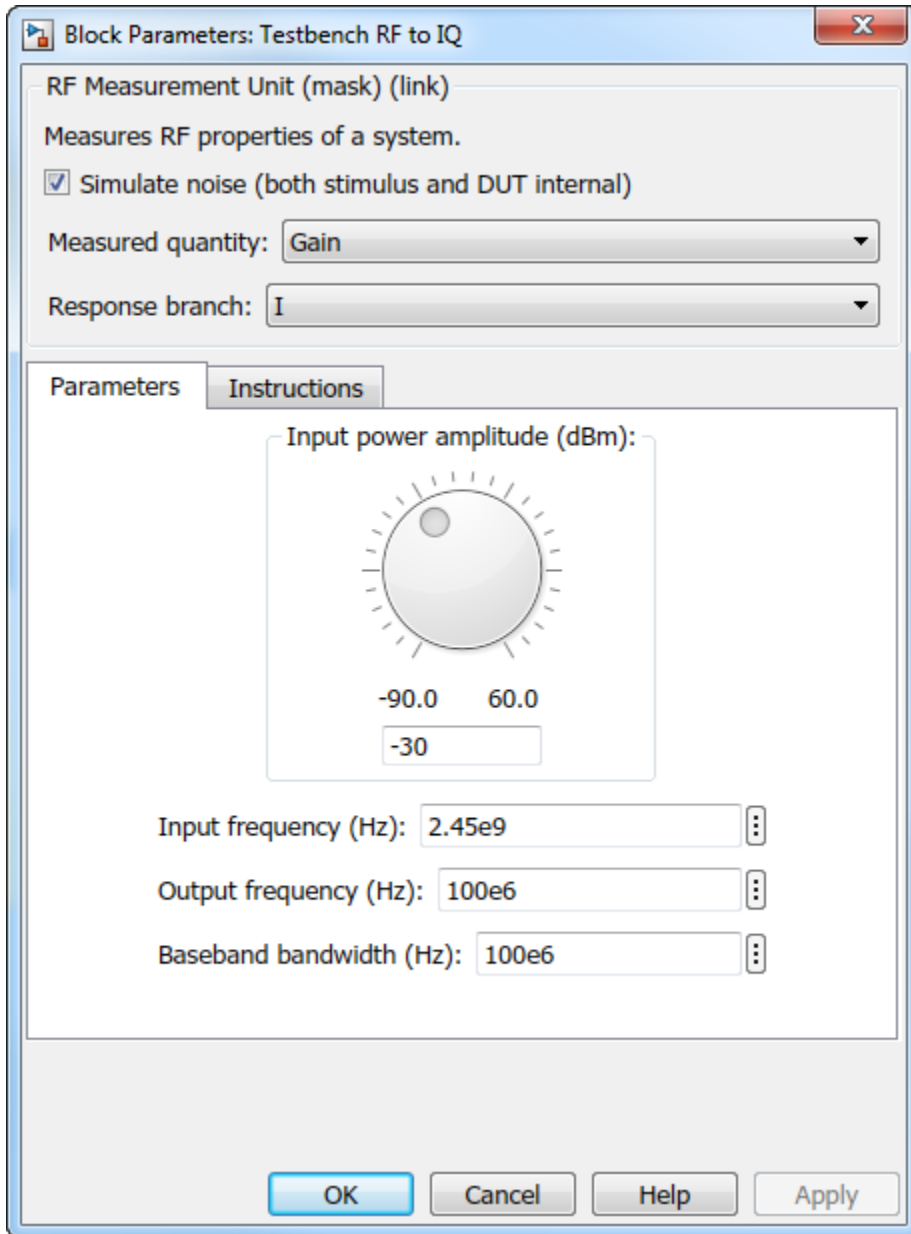 Block Parameters: Testbench RF to IQ
RF Measurement Unit (mask) (link)
Measures RF properties of a system.
Simulate noise (both stimulus and DUT internal)
Measured quantity: Gain
Response branch: I
Parameters Instructions
Input power amplitude (dBm):
-90.0 60.0
-30
Input frequency (Hz): 2.45e9
Output frequency (Hz): 100e6
Baseband bandwidth (Hz): 100e6
OK Cancel Help Apply